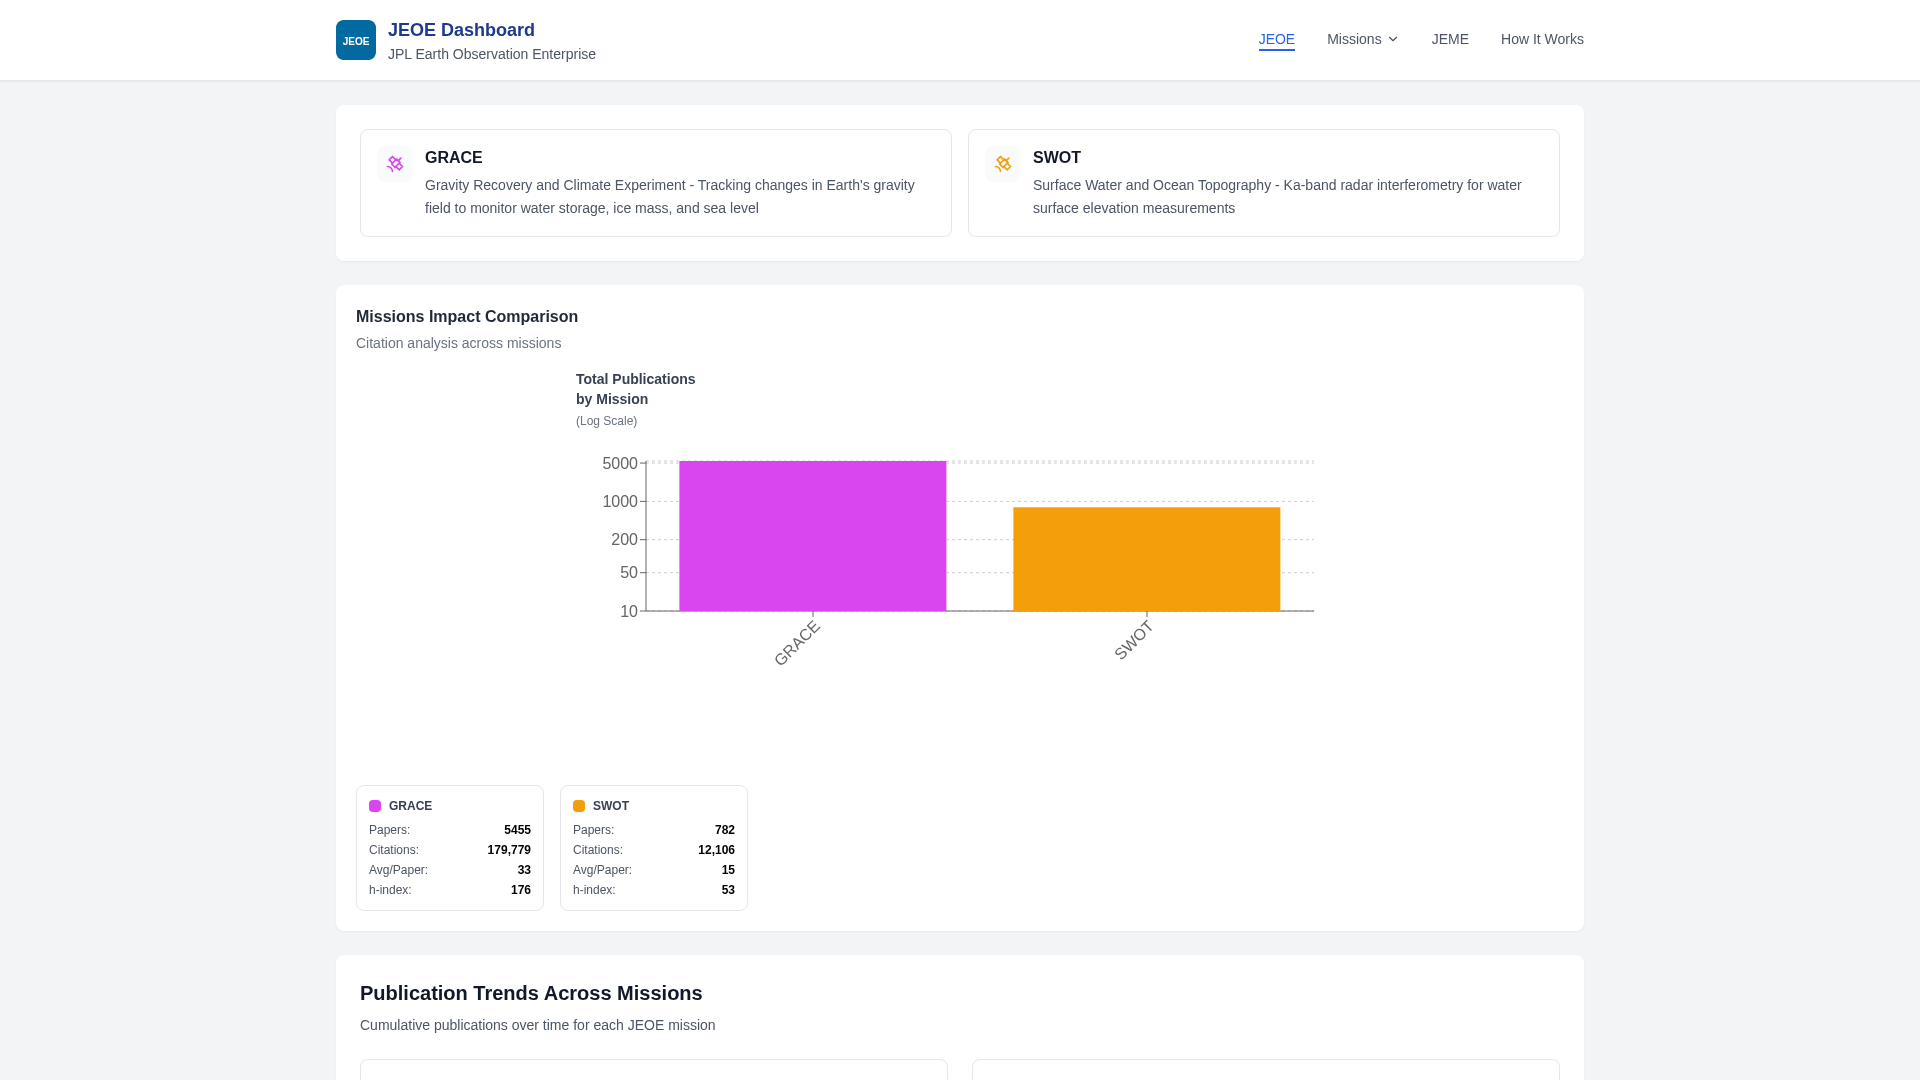 JEOE
JEOE Dashboard
JPL Earth Observation Enterprise
JEOE
Missions
JEME
How It Works
GRACE
Gravity Recovery and Climate Experiment - Tracking changes in Earth's gravity
field to monitor water storage, ice mass, and sea level
SWOT
Surface Water and Ocean Topography - Ka-band radar interferometry for water
surface elevation measurements
Missions Impact Comparison
Citation analysis across missions
Total Publications
by Mission
(Log Scale)
5000
1000
200
50
10
GRACE
SWOT
GRACE
Papers: 5455
Citations: 179,779
Avg/Paper: 33
h-index: 176
SWOT
Papers: 782
Citations: 12,106
Avg/Paper: 15
h-index: 53
Publication Trends Across Missions
Cumulative publications over time for each JEOE mission